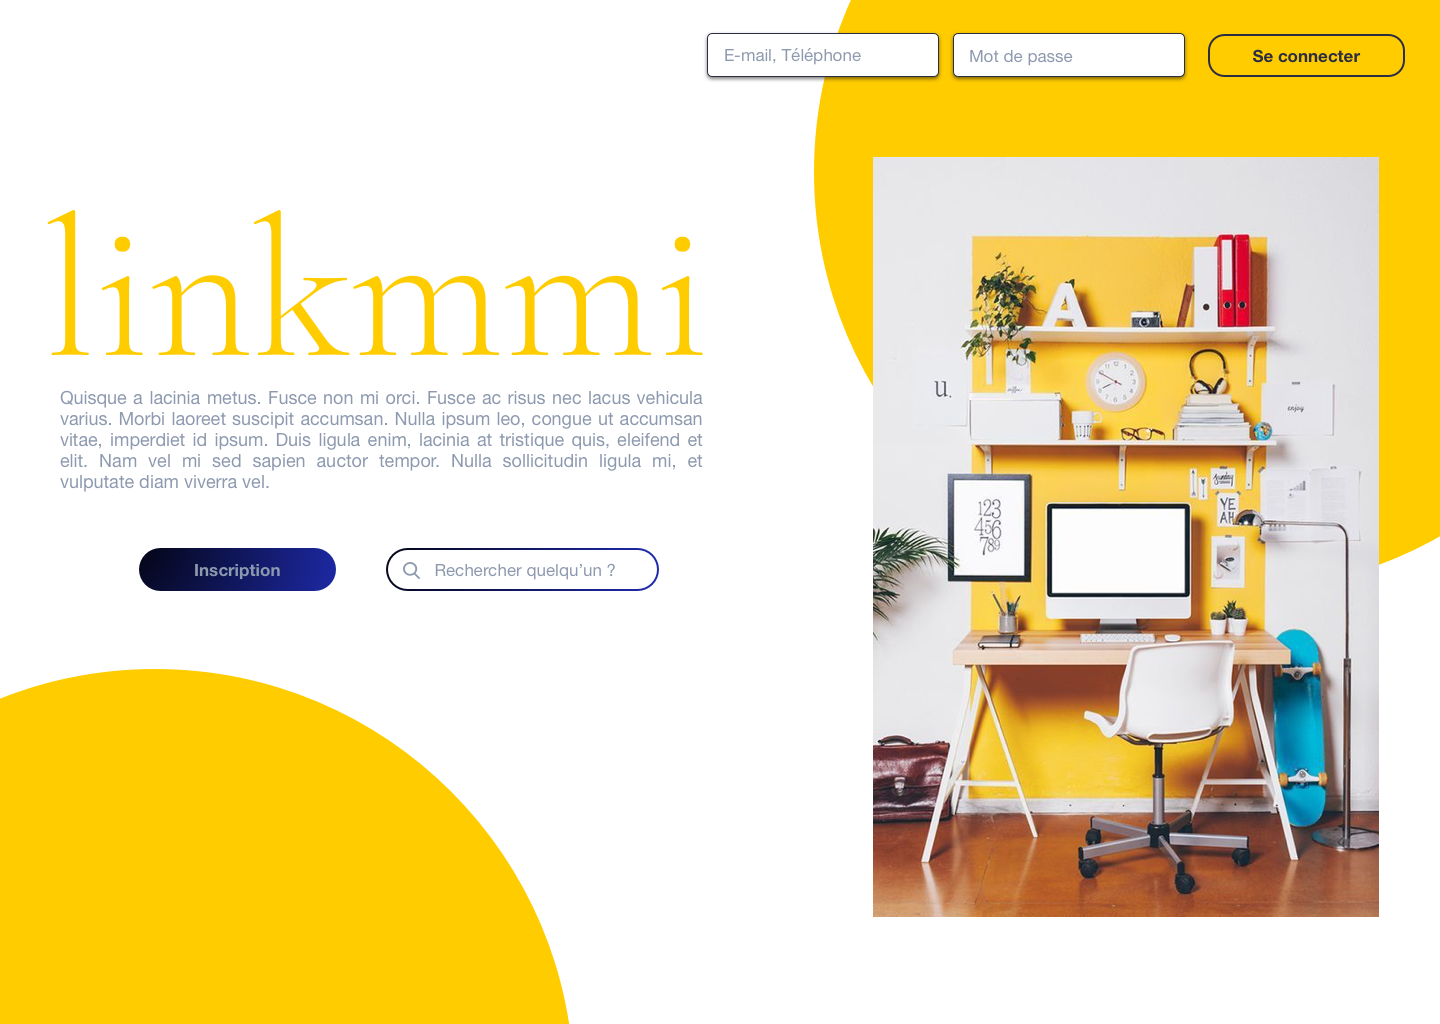 E-mail, Téléphone
Mot de passe
Se connecter
linkmmi
Quisque a lacinia metus. Fusce non mi orci. Fusce ac risus nec lacus vehicula
varius. Morbi laoreet suscipit accumsan. Nulla ipsum leo, congue ut accumsan
vitae, imperdiet id ipsum. Duis ligula enim, lacinia at tristique quis, eleifend et
elit. Nam vel mi sed sapien auctor tempor. Nulla sollicitudin ligula mi, et
vulputate diam viverra vel.
Inscription
Rechercher quelqu’un ?
A
u.
enjoy
sunday
123
456
789
YE
AH